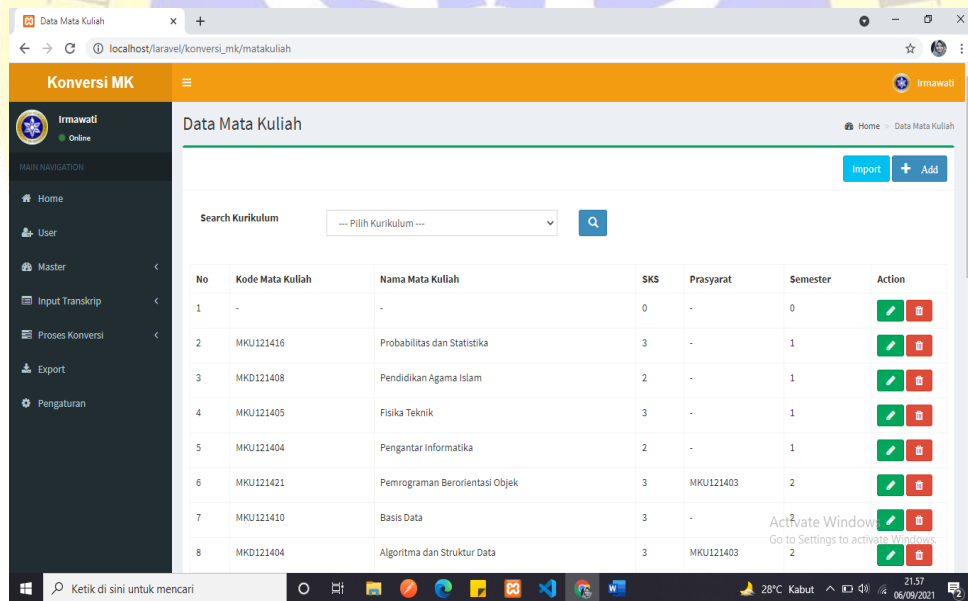 Data Mata Kuliah
localhost/laravel/konversi_mk/matakuliah
Konversi MK
Irmawati
Irmawati
Online
Data Mata Kuliah
Home > Data Mata Kuliah
MAIN NAVIGATION
Import
+ Add
Home
User
Master
Input Transkrip
Proses Konversi
Export
Pengaturan
Search Kurikulum
--- Pilih Kurikulum ---
No Kode Mata Kuliah Nama Mata Kuliah SKS Prasyarat Semester Action
1 - - 0 - 0
2 MKU121416 Probabilitas dan Statistika 3 - 1
3 MKD121408 Pendidikan Agama Islam 2 - 1
4 MKU121405 Fisika Teknik 3 - 1
5 MKU121404 Pengantar Informatika 2 - 1
6 MKU121421 Pemrograman Berorientasi Objek 3 MKU121403 2
7 MKU121410 Basis Data 3 - 2
8 MKD121404 Algoritma dan Struktur Data 3 MKU121403 2
Activate Windows
Go to Settings to activate Windows.
Ketik di sini untuk mencari
28°C Kabut
21.57
06/09/2021